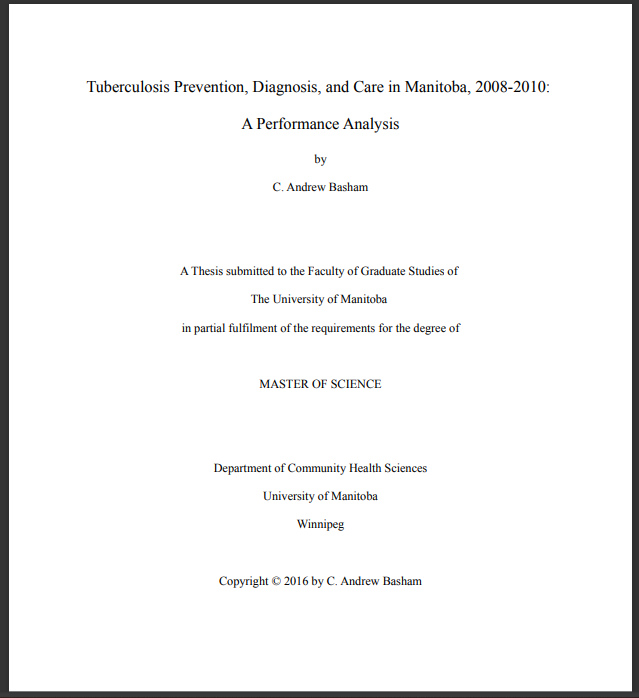 Tuberculosis Prevention, Diagnosis, and Care in Manitoba, 2008-2010:
A Performance Analysis
by
C. Andrew Basham
A Thesis submitted to the Faculty of Graduate Studies of
The University of Manitoba
in partial fulfilment of the requirements for the degree of
MASTER OF SCIENCE
Department of Community Health Sciences
University of Manitoba
Winnipeg
Copyright © 2016 by C. Andrew Basham